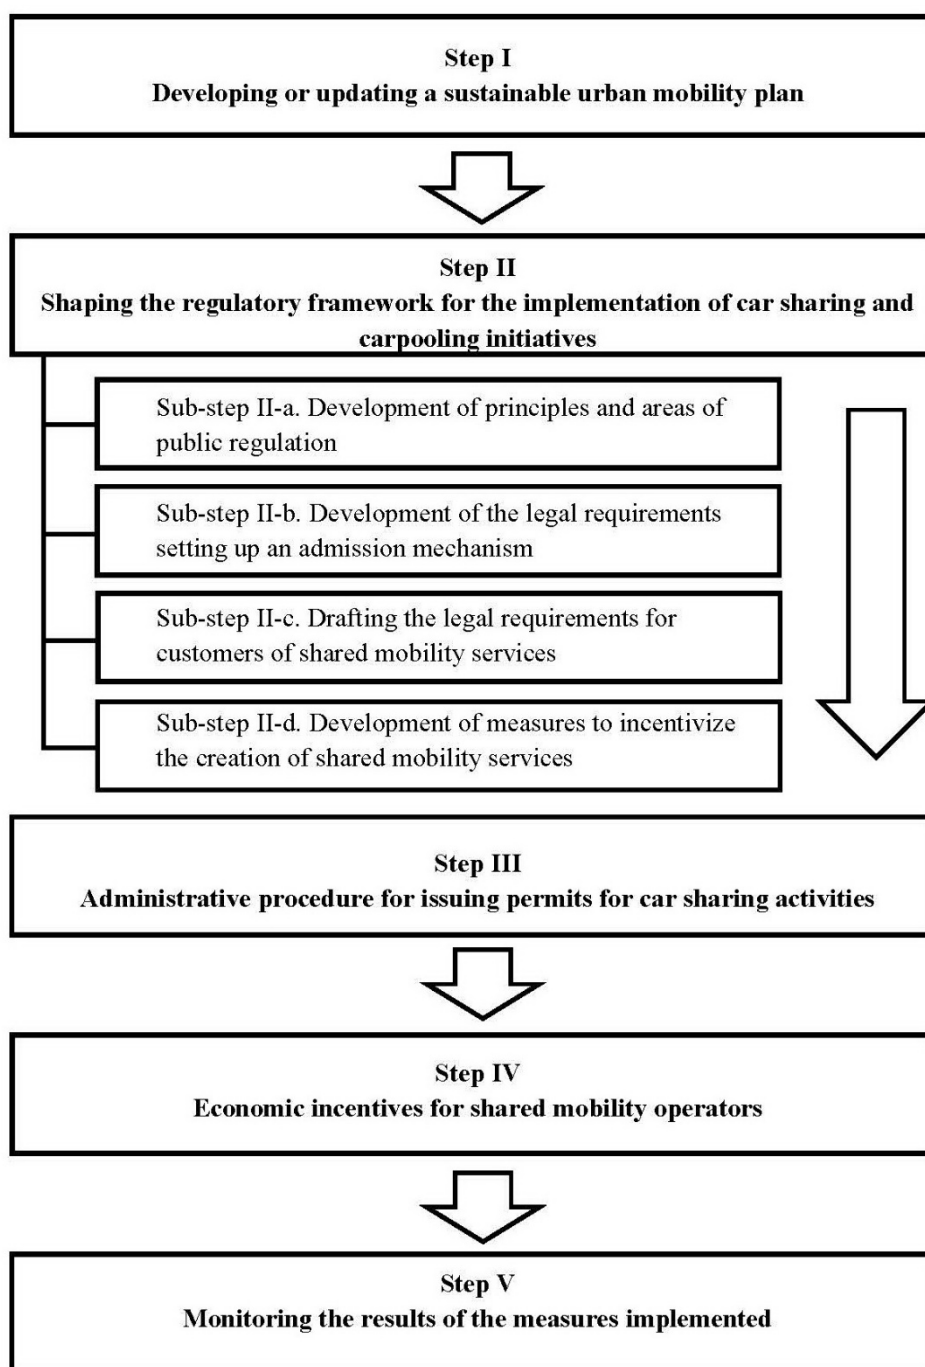 Step I
Developing or updating a sustainable urban mobility plan
Step II
Shaping the regulatory framework for the implementation of car sharing and
carpooling initiatives
Sub-step II-a. Development of principles and areas of
public regulation
Sub-step II-b. Development of the legal requirements
setting up an admission mechanism
Sub-step II-c. Drafting the legal requirements for
customers of shared mobility services
Sub-step II-d. Development of measures to incentivize
the creation of shared mobility services
Step III
Administrative procedure for issuing permits for car sharing activities
Step IV
Economic incentives for shared mobility operators
Step V
Monitoring the results of the measures implemented